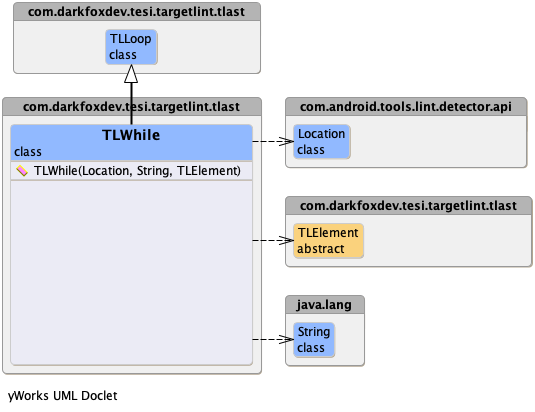 com.darkfoxdev.tesi.targetlint.tlast
TLLoop
class
com.darkfoxdev.tesi.targetlint.tlast
TLWhile
class
TLWhile(Location, String, TLElement)
com.android.tools.lint.detector.api
Location
class
com.darkfoxdev.tesi.targetlint.tlast
TLElement
abstract
java.lang
String
class
yWorks UML Doclet